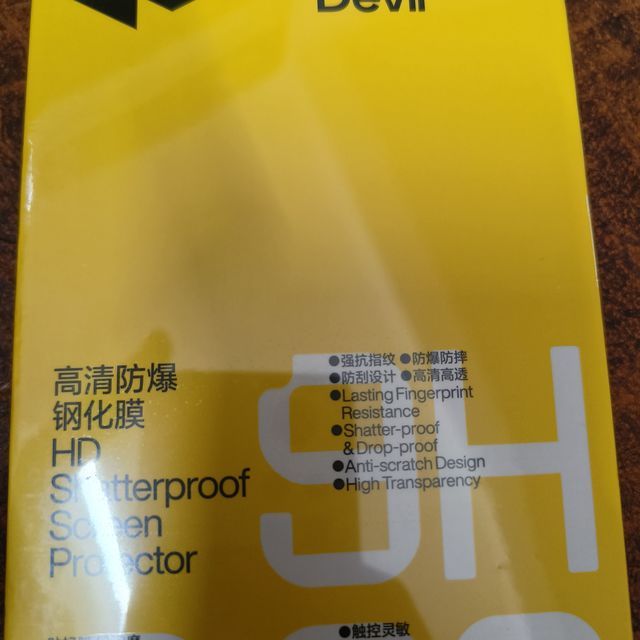 Devil
●强抗指纹 ●防爆防摔
●防刮设计 ●高清高透
●Lasting Fingerprint
Resistance
●Shatter-proof
& Drop-proof
●Anti-scratch Design
●High Transparency
9H
高清防爆
钢化膜
HD
Shatterproof
Screen
Protector
●触控灵敏